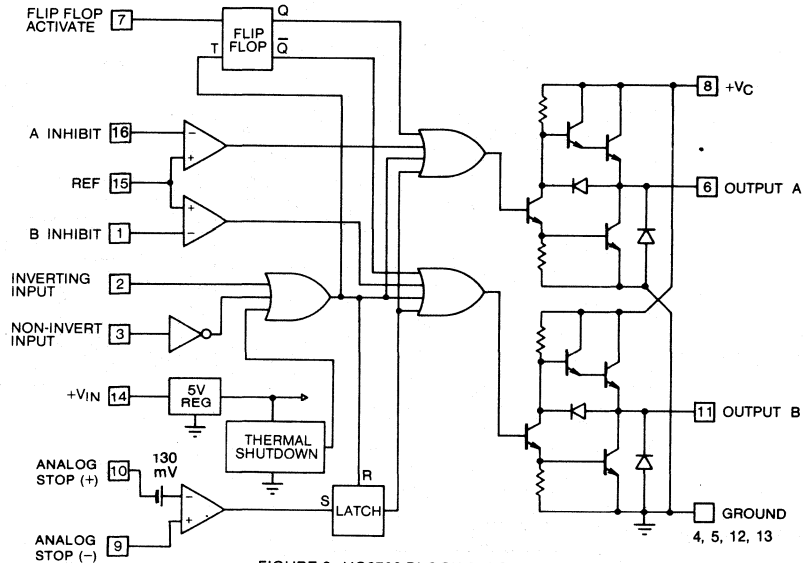 FLIP FLOP
ACTIVATE
7
FLIP
FLOP
Q
T
Q̅
8 +VC
A INHIBIT 16
−
+
REF 15
6 OUTPUT A
+
B INHIBIT 1
−
INVERTING
INPUT
2
NON-INVERT
INPUT
3
+VIN 14
5V
REG
11 OUTPUT B
THERMAL
SHUTDOWN
ANALOG
STOP (+)
10
130
mV
−
+
R
S
LATCH
GROUND
4, 5, 12, 13
ANALOG
STOP (−)
9